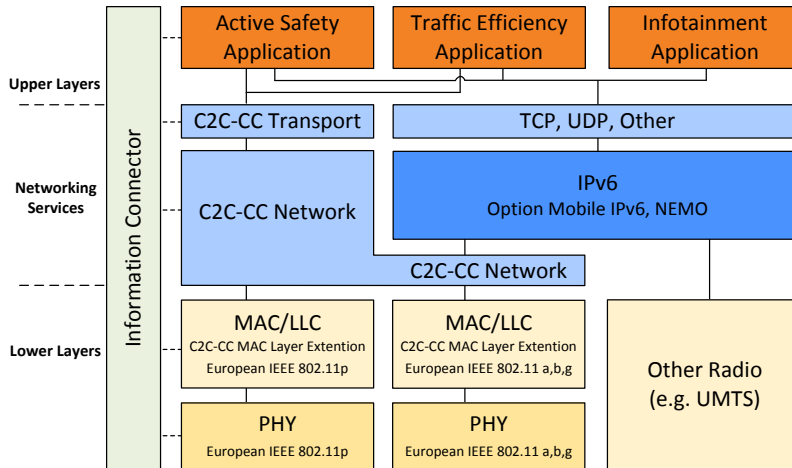 Active Safety
Application
Traffic Efficiency
Application
Infotainment
Application
Upper Layers
C2C-CC Transport
TCP, UDP, Other
Information Connector
Networking
Services
C2C-CC Network
IPv6
Option Mobile IPv6, NEMO
C2C-CC Network
Lower Layers
MAC/LLC
C2C-CC MAC Layer Extention
European IEEE 802.11p
MAC/LLC
C2C-CC MAC Layer Extention
European IEEE 802.11 a,b,g
Other Radio
(e.g. UMTS)
PHY
European IEEE 802.11p
PHY
European IEEE 802.11 a,b,g